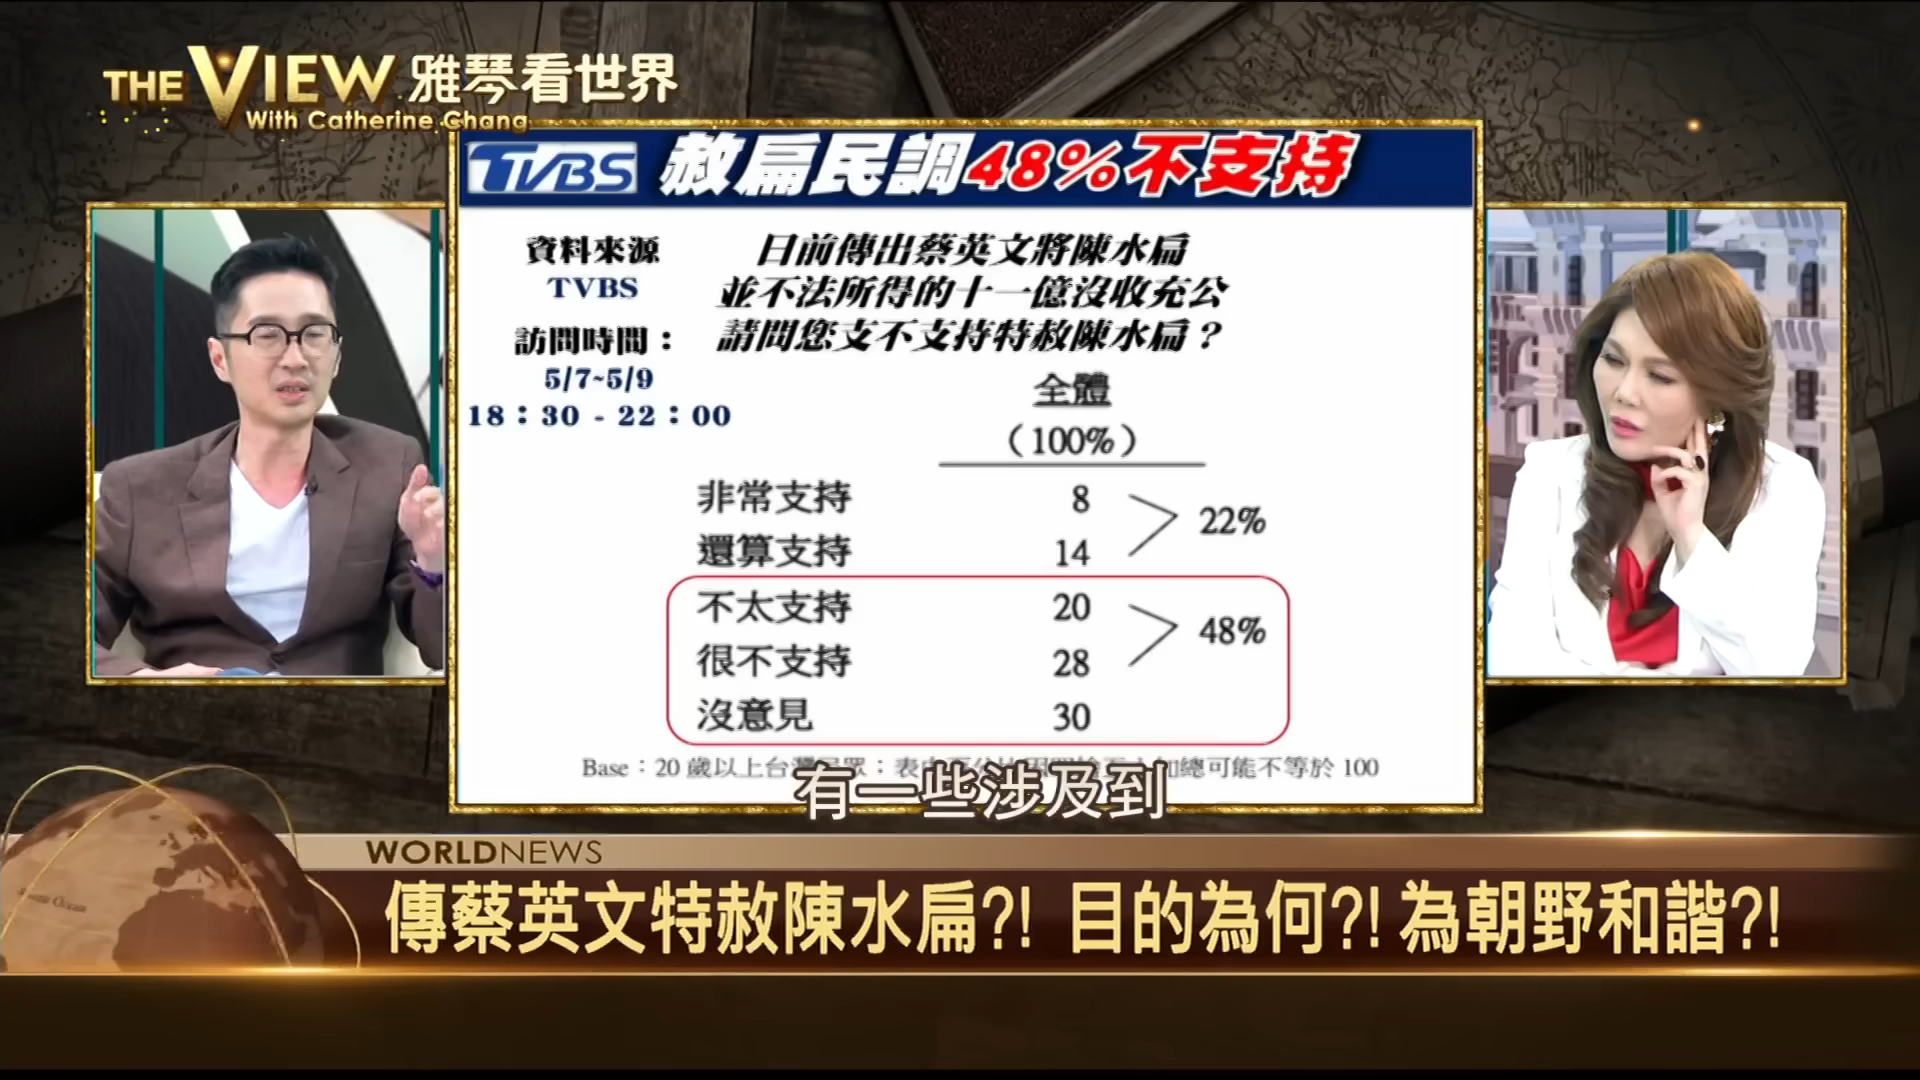 THE VIEW 雅琴看世界
With Catherine Chang
TVBS 赦扁民調48%不支持
資料來源
TVBS
訪問時間：
5/7~5/9
18：30 - 22：00
日前傳出蔡英文將陳水扁
並不法所得的十一億沒收充公
請問您支不支持特赦陳水扁？
全體
（100%）
非常支持 8
還算支持 14
22%
不太支持 20
很不支持 28
48%
沒意見 30
Base：20 歲以上台灣民眾；表
總可能不等於 100
有一些涉及到
WORLDNEWS
傳蔡英文特赦陳水扁?! 目的為何?! 為朝野和諧?!